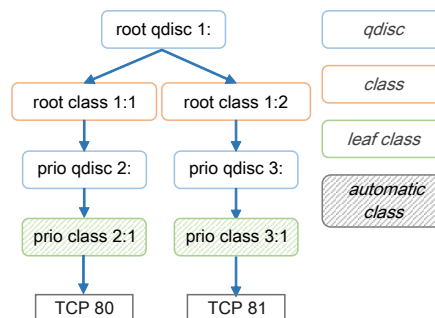 root qdisc 1:
root class 1:1
root class 1:2
prio qdisc 2:
prio qdisc 3:
prio class 2:1
prio class 3:1
TCP 80
TCP 81
qdisc
class
leaf class
automatic
class